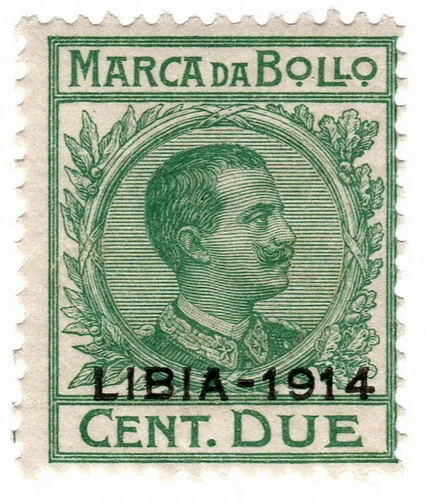 MARCA DA BOLLO
LIBIA-1914
CENT. DUE